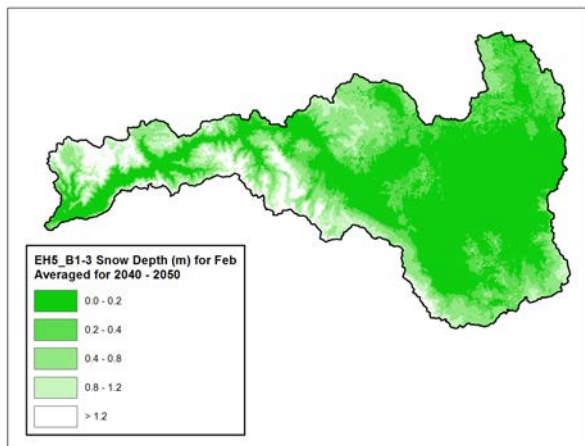 EH5_B1-3 Snow Depth (m) for Feb
Averaged for 2040 - 2050
0.0 - 0.2
0.2 - 0.4
0.4 - 0.8
0.8 - 1.2
> 1.2